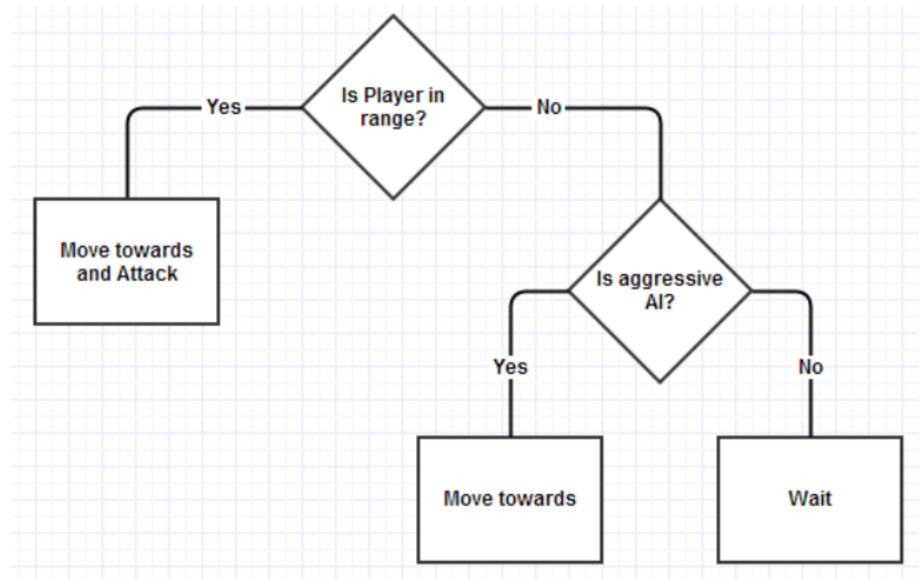 Is Player in
range?
Yes
No
Move towards
and Attack
Is aggressive
AI?
Yes
No
Move towards
Wait